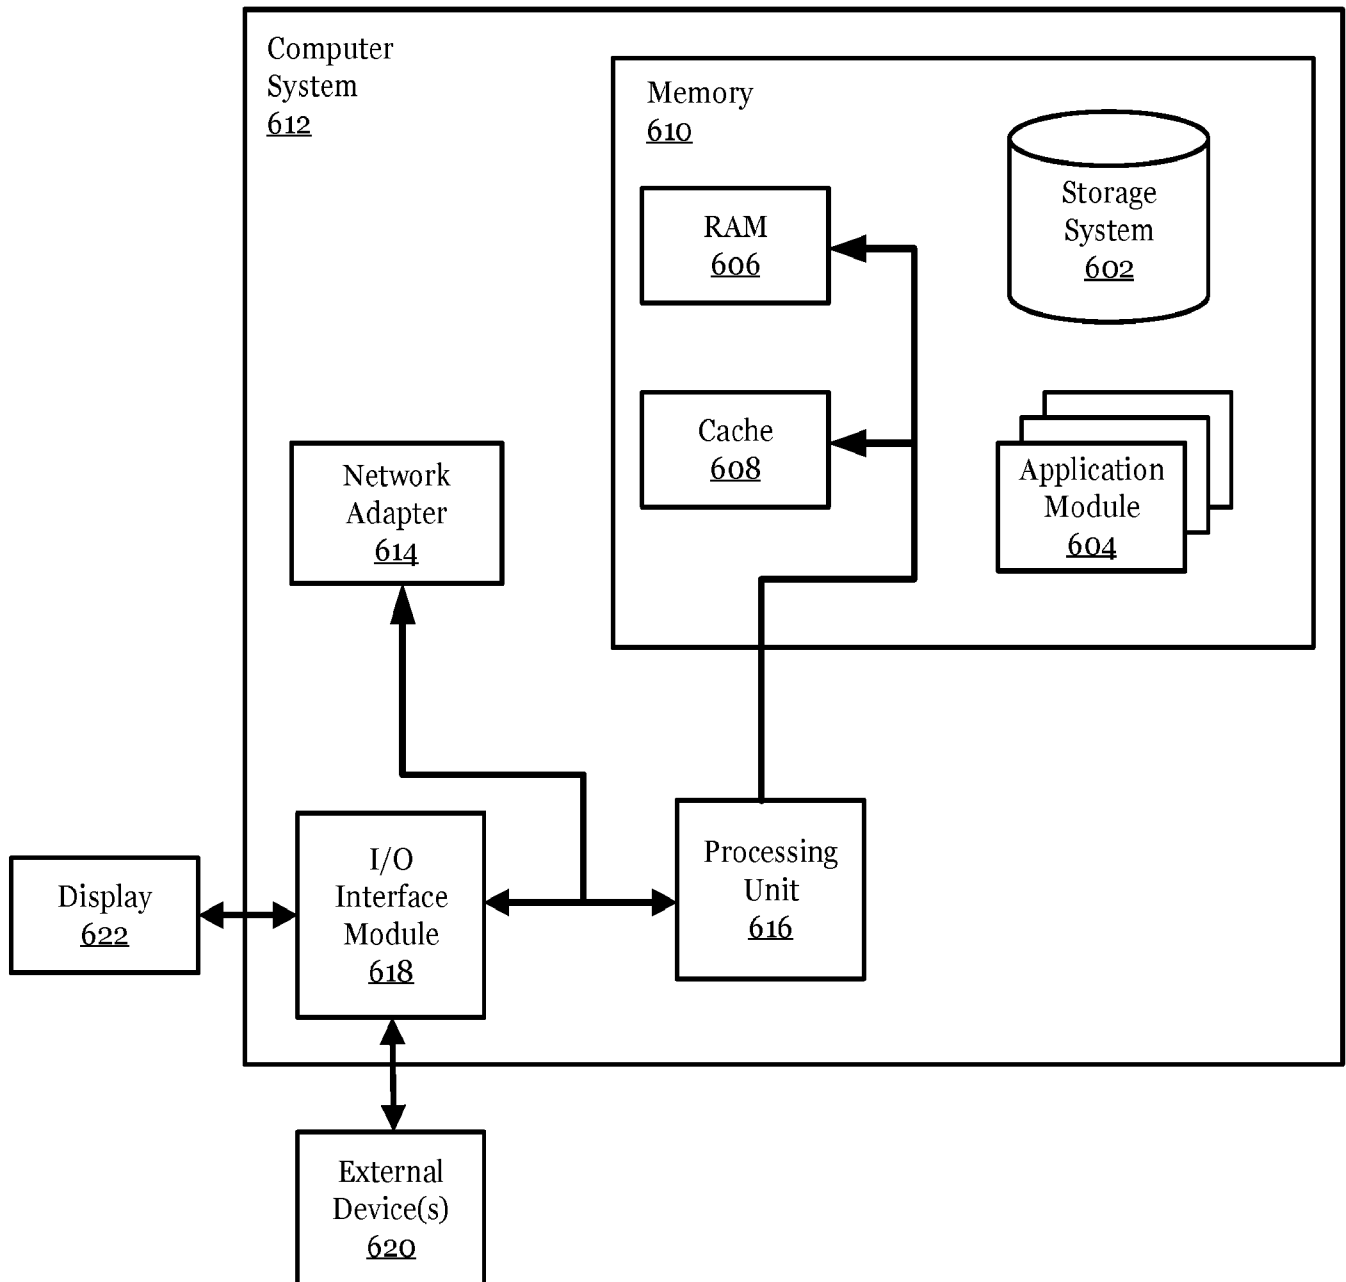 Computer
System
612
Memory
610
RAM
606
Storage
System
602
Cache
608
Application
Module
604
Network
Adapter
614
I/O
Interface
Module
618
Processing
Unit
616
Display
622
External
Device(s)
620